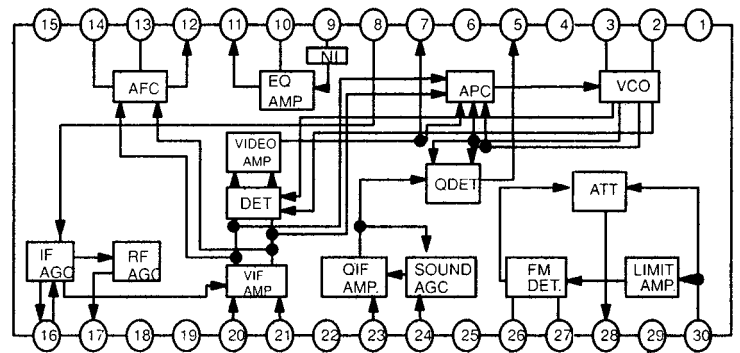 15 14 13 12 11 10 9 8 7 6 5 4 3 2 1
NI
AFC
EQ
AMP
APC
VCO
VIDEO
AMP
QDET
DET
ATT
IF
AGC
RF
AGC
VIF
AMP
QIF
AMP.
SOUND
AGC
FM
DET.
LIMIT
AMP.
16 17 18 19 20 21 22 23 24 25 26 27 28 29 30